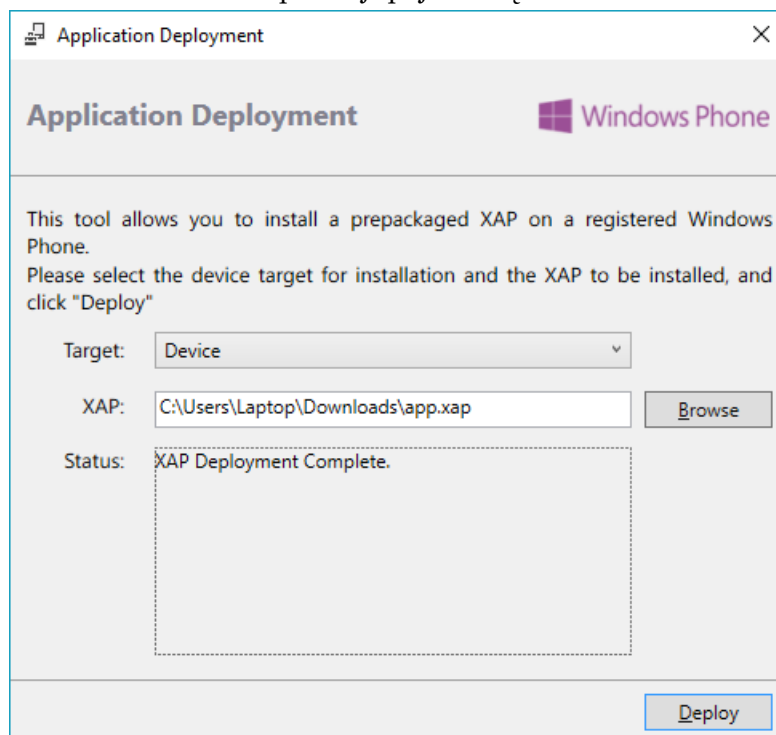 Application Deployment
Application Deployment
Windows Phone
This tool allows you to install a prepackaged XAP on a registered Windows
Phone.
Please select the device target for installation and the XAP to be installed, and
click "Deploy"
Target: Device
XAP: C:\Users\Laptop\Downloads\app.xap Browse
Status: XAP Deployment Complete.
Deploy